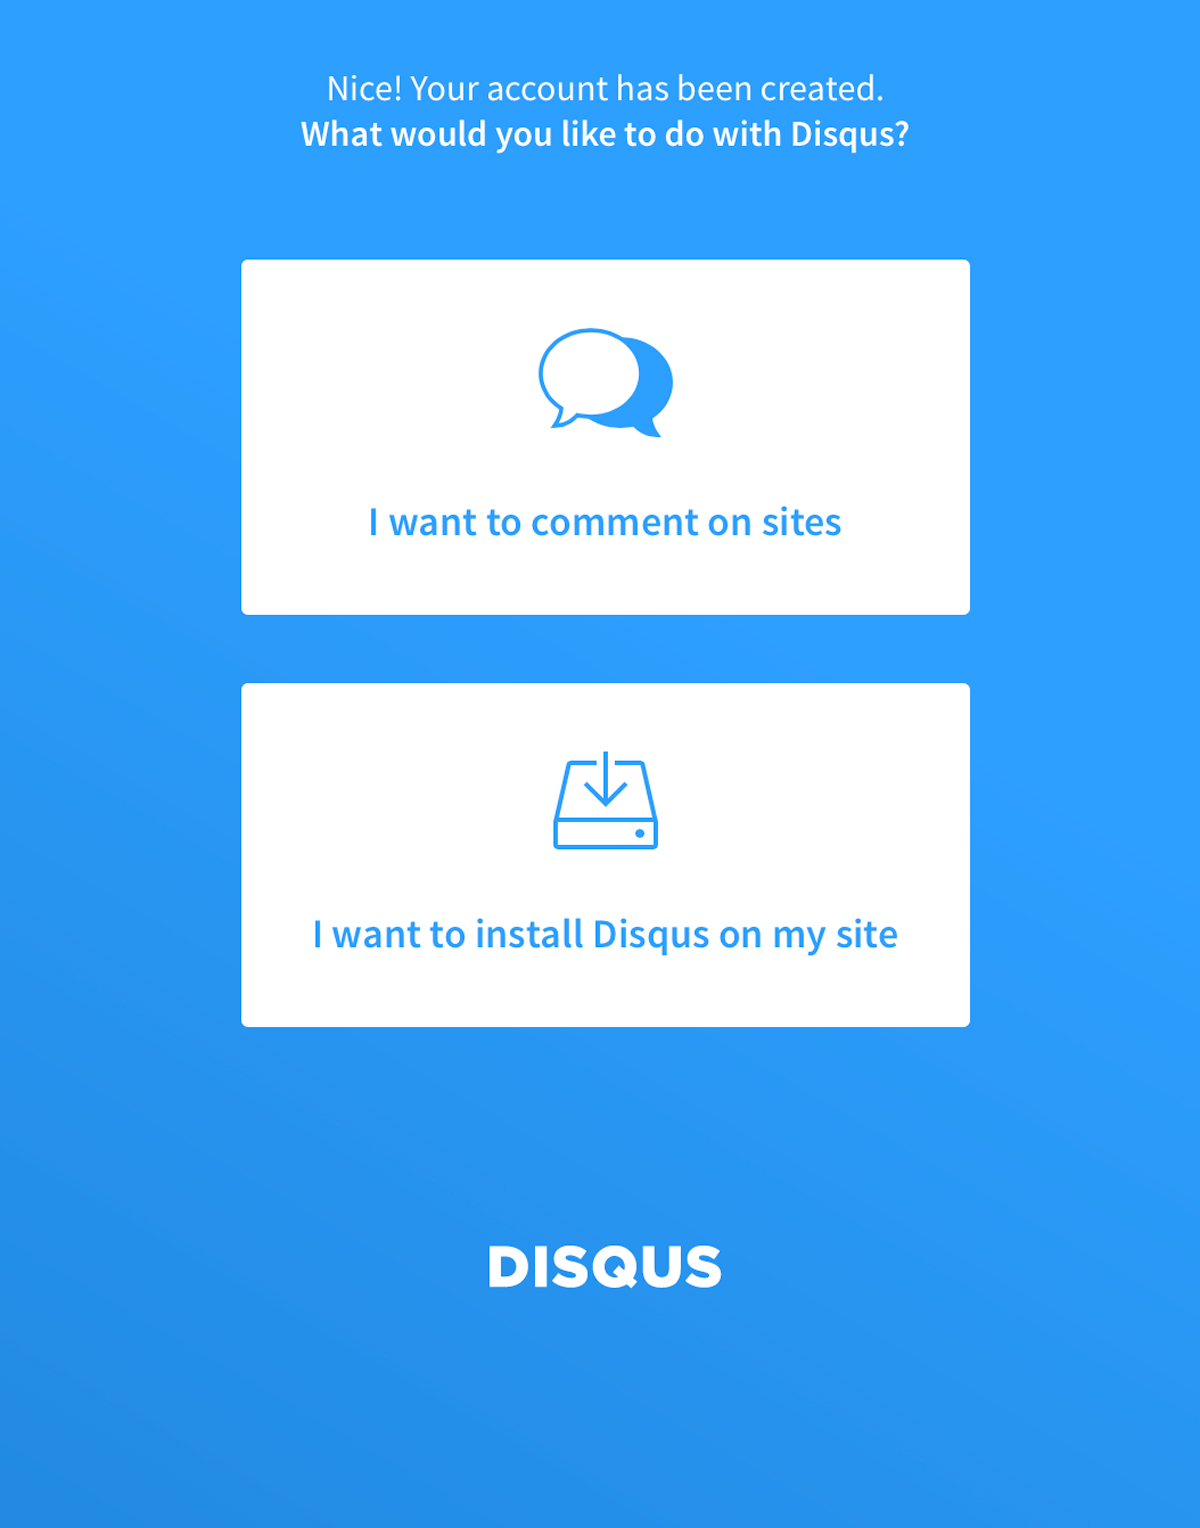 Nice! Your account has been created.
What would you like to do with Disqus?
I want to comment on sites
I want to install Disqus on my site
DISQUS